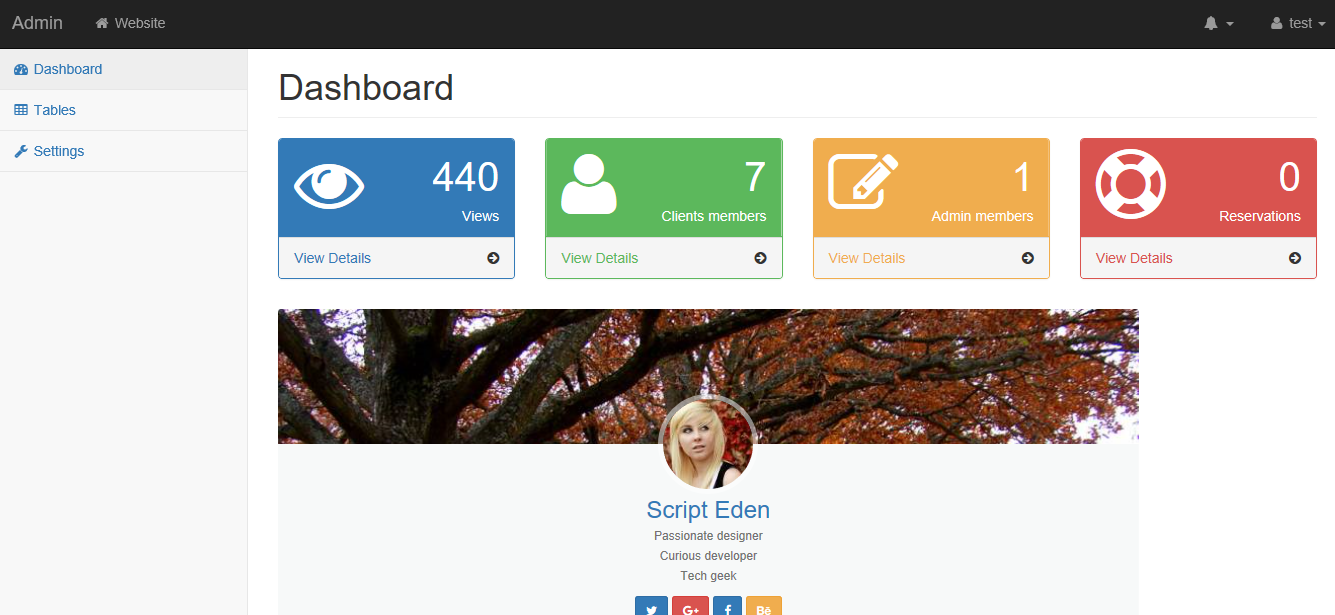 Admin
Website
test
Dashboard
Tables
Settings
Dashboard
440
Views
View Details
7
Clients members
View Details
1
Admin members
View Details
0
Reservations
View Details
Script Eden
Passionate designer
Curious developer
Tech geek
G+
f
Bē